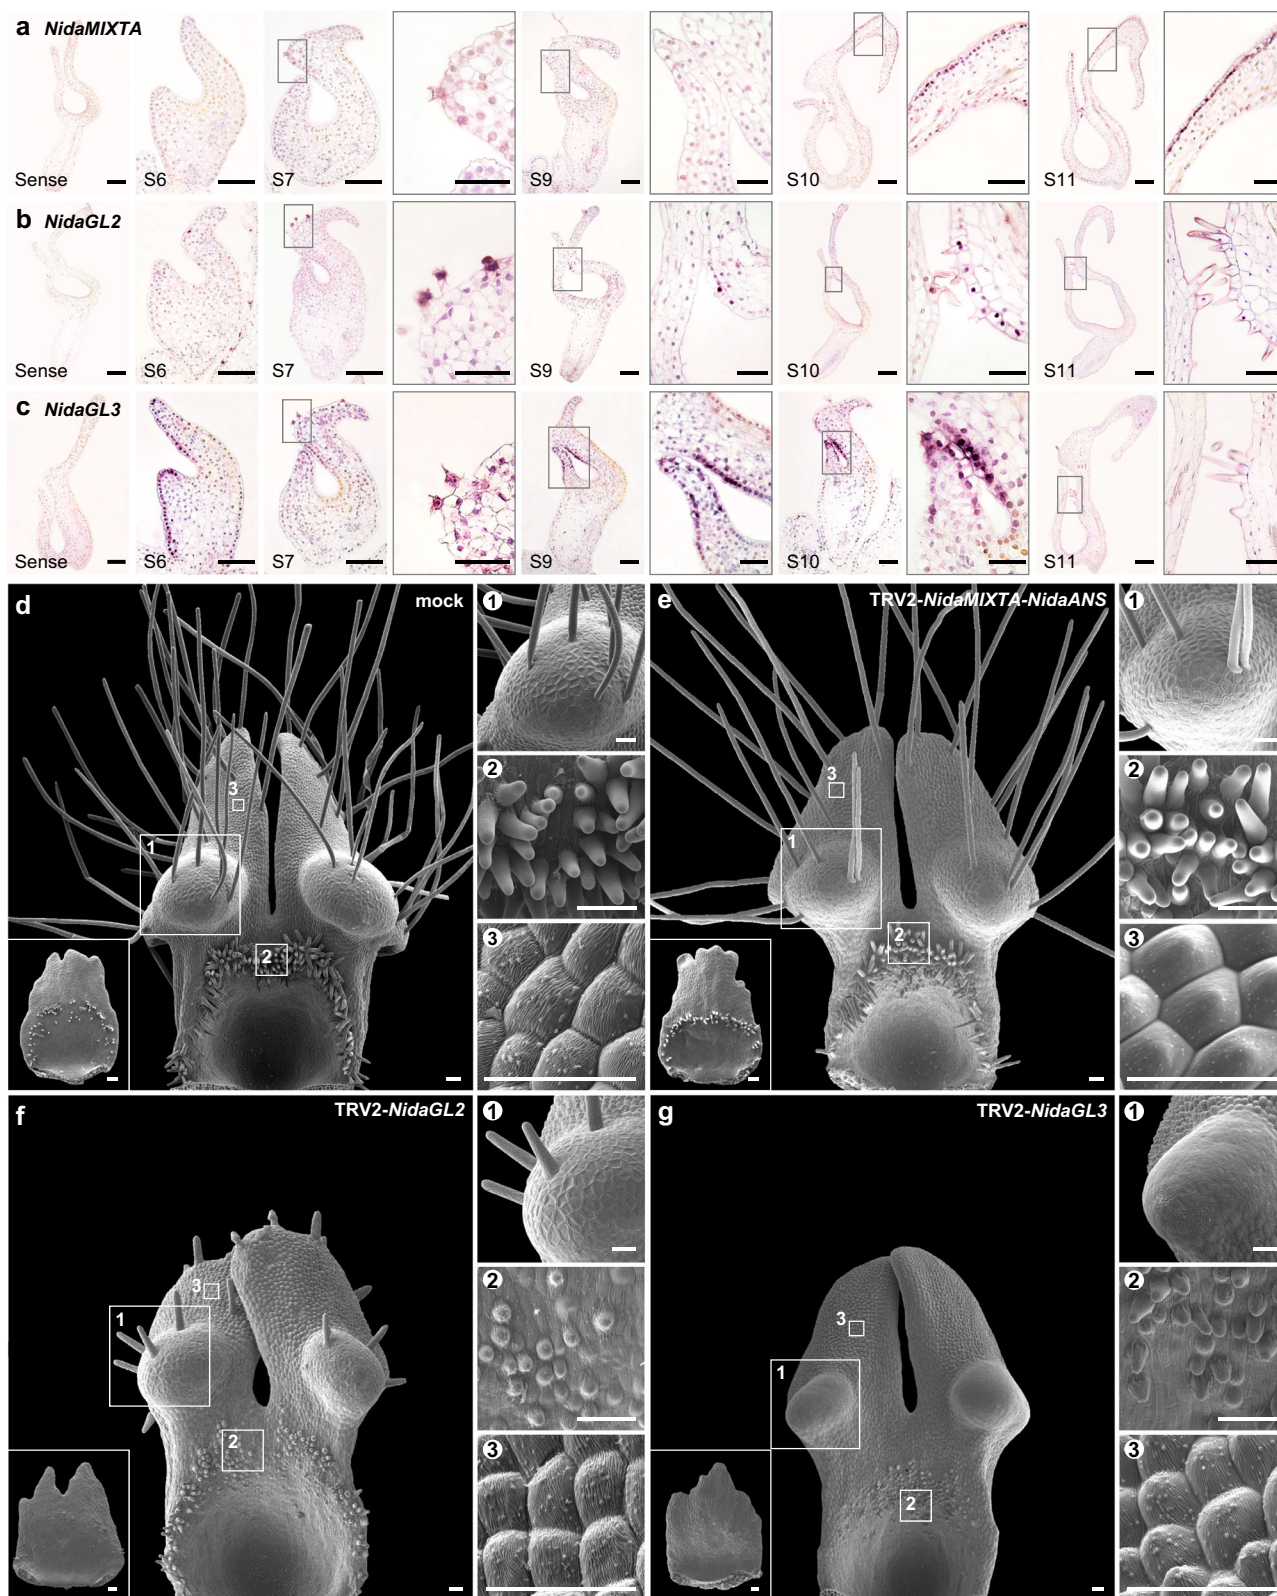 a NidaMIXTA
Sense S6 S7 S9 S10 S11
b NidaGL2
Sense S6 S7 S9 S10 S11
c NidaGL3
Sense S6 S7 S9 S10 S11
d mock
1
2
3
3
1
2
e TRV2-NidaMIXTA-NidaANS
1
2
3
3
1
2
f TRV2-NidaGL2
1
2
3
3
1
2
g TRV2-NidaGL3
1
2
3
3
1
2